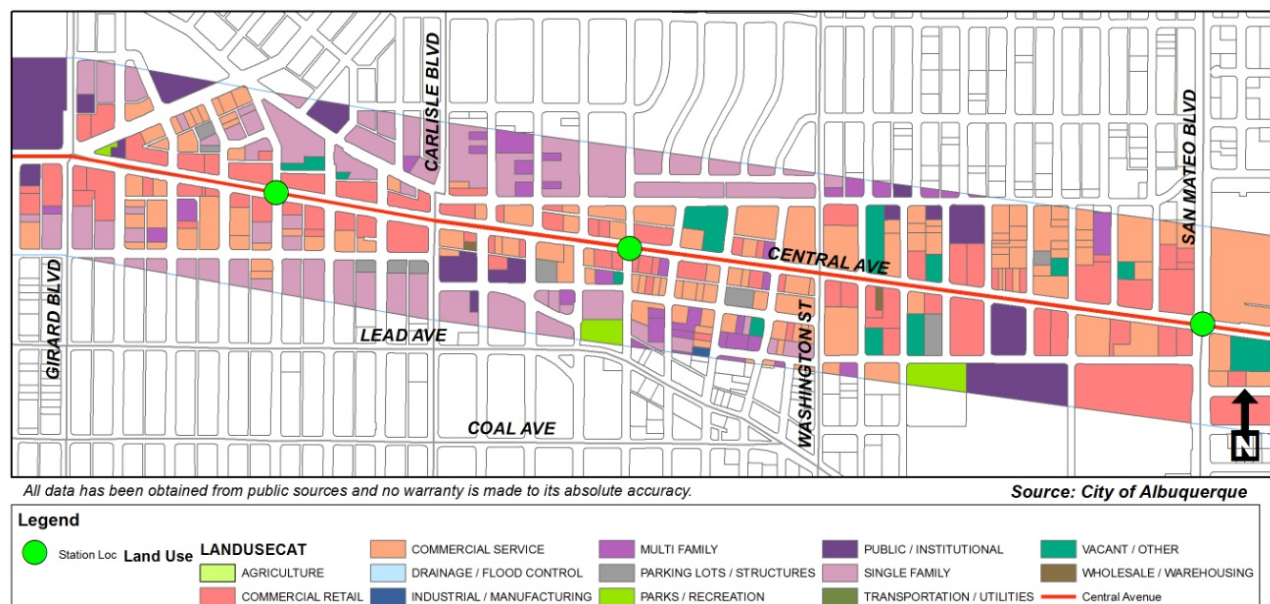 CARLISLE BLVD
SAN MATEO BLVD
CENTRAL AVE
GIRARD BLVD
LEAD AVE
WASHINGTON ST
COAL AVE
N
All data has been obtained from public sources and no warranty is made to its absolute accuracy.
Source: City of Albuquerque
Legend
Station Loc
Land Use
LANDUSECAT
AGRICULTURE
COMMERCIAL RETAIL
COMMERCIAL SERVICE
DRAINAGE / FLOOD CONTROL
INDUSTRIAL / MANUFACTURING
MULTI FAMILY
PARKING LOTS / STRUCTURES
PARKS / RECREATION
PUBLIC / INSTITUTIONAL
SINGLE FAMILY
TRANSPORTATION / UTILITIES
VACANT / OTHER
WHOLESALE / WAREHOUSING
Central Avenue